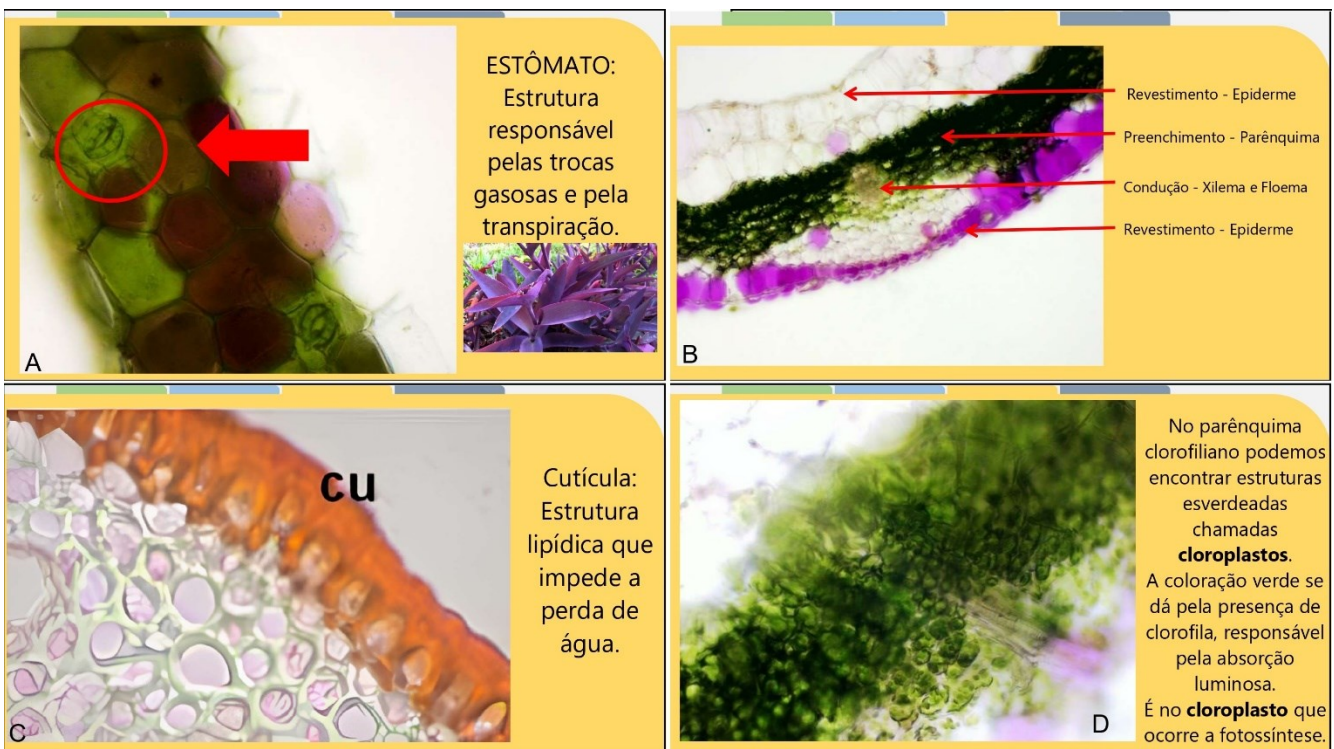 ESTÔMATO:
Estrutura
responsável
pelas trocas
gasosas e pela
transpiração.
A
Revestimento - Epiderme
Preenchimento - Parênquima
Condução - Xilema e Floema
Revestimento - Epiderme
B
cu
Cutícula:
Estrutura
lipídica que
impede a
perda de
água.
C
No parênquima
clorofiliano podemos
encontrar estruturas
esverdeadas
chamadas
cloroplastos.
A coloração verde se
dá pela presença de
clorofila, responsável
pela absorção
luminosa.
É no cloroplasto que
ocorre a fotossíntese.
D